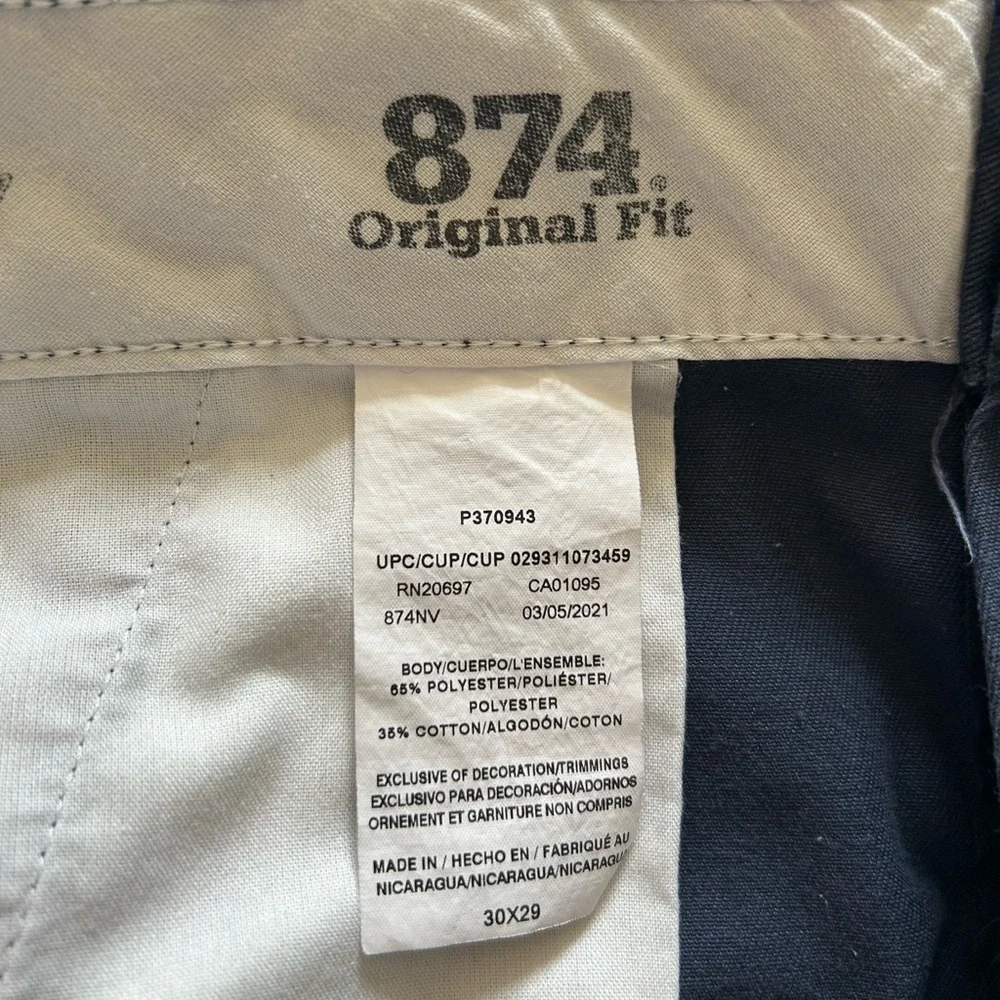 874®
Original Fit
P370943
UPC/CUP/CUP 029311073459
RN20697 CA01095
874NV 03/05/2021
BODY/CUERPO/L'ENSEMBLE:
65% POLYESTER/POLIÉSTER/
POLYESTER
35% COTTON/ALGODÓN/COTON
EXCLUSIVE OF DECORATION/TRIMMINGS
EXCLUSIVO PARA DECORACIÓN/ADORNOS
ORNEMENT ET GARNITURE NON COMPRIS
MADE IN / HECHO EN / FABRIQUÉ AU
NICARAGUA/NICARAGUA/NICARAGU
30X29